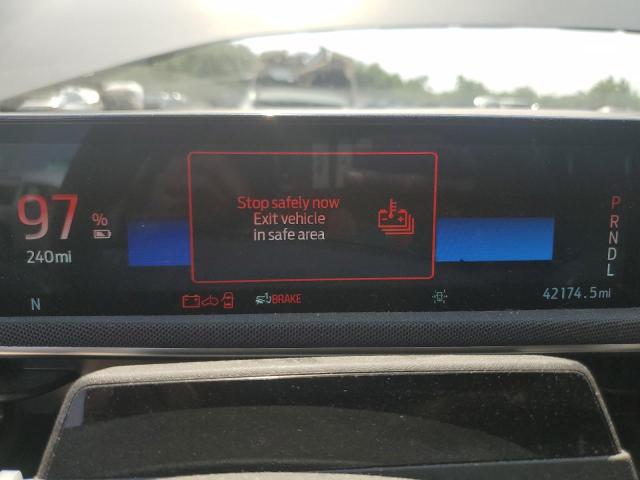 97 %
240mi
Stop safely now
Exit vehicle
in safe area
P
R
N
D
L
N
BRAKE
42174.5mi